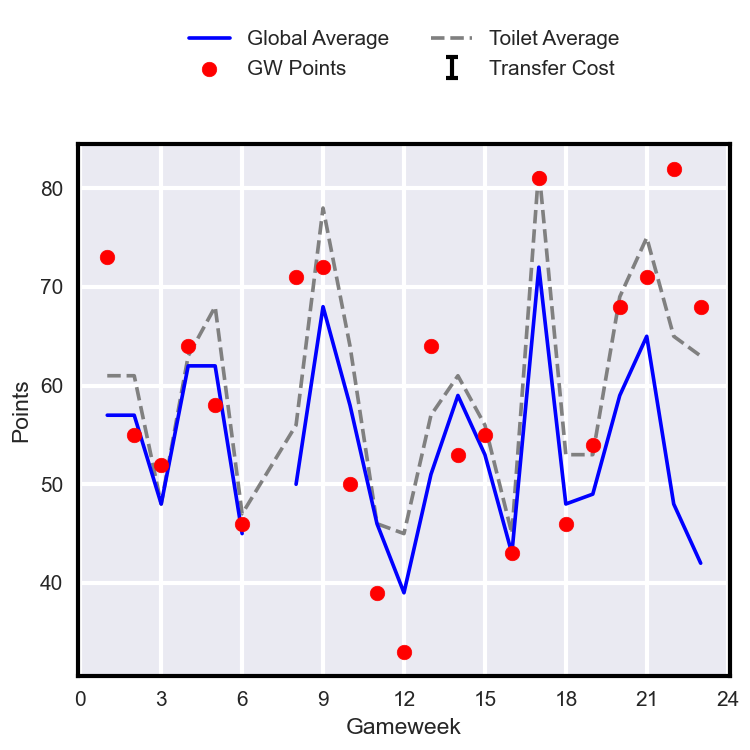 Global Average
Toilet Average
GW Points
Transfer Cost
80
70
60
50
40
Points
0 3 6 9 12 15 18 21 24
Gameweek